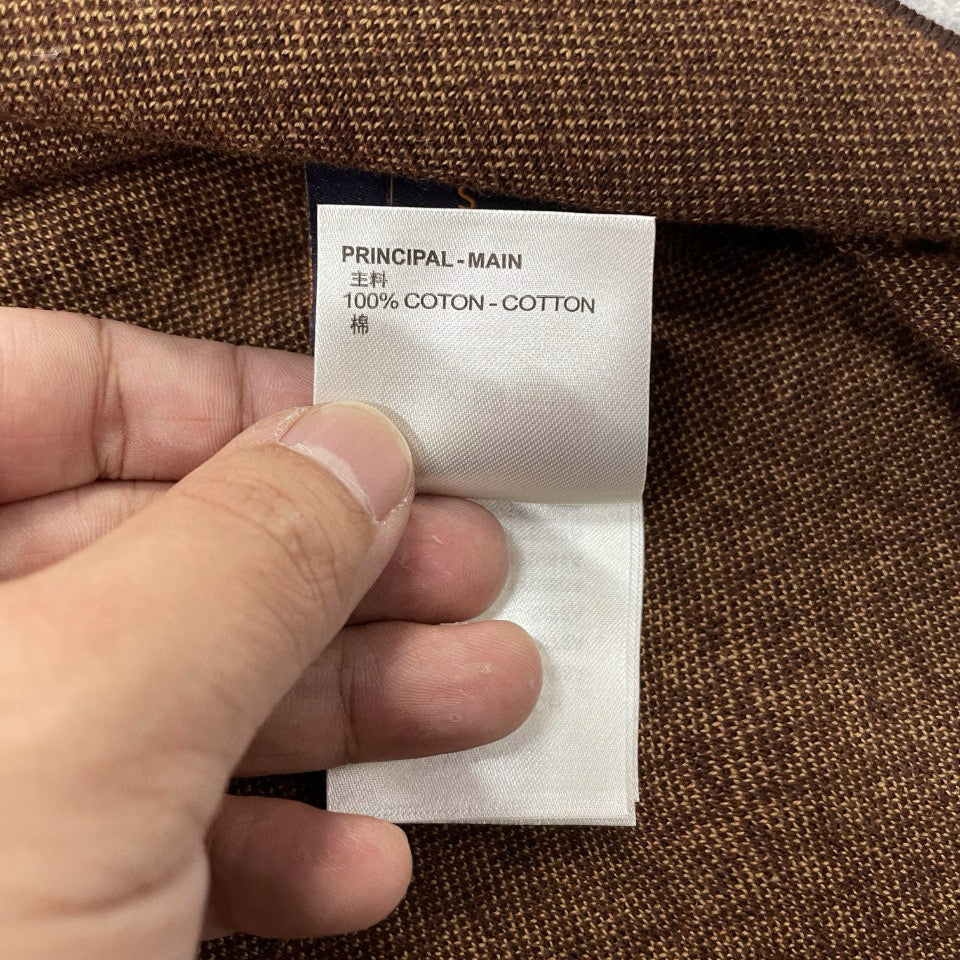 S
PRINCIPAL - MAIN
主料
100% COTON - COTTON
棉